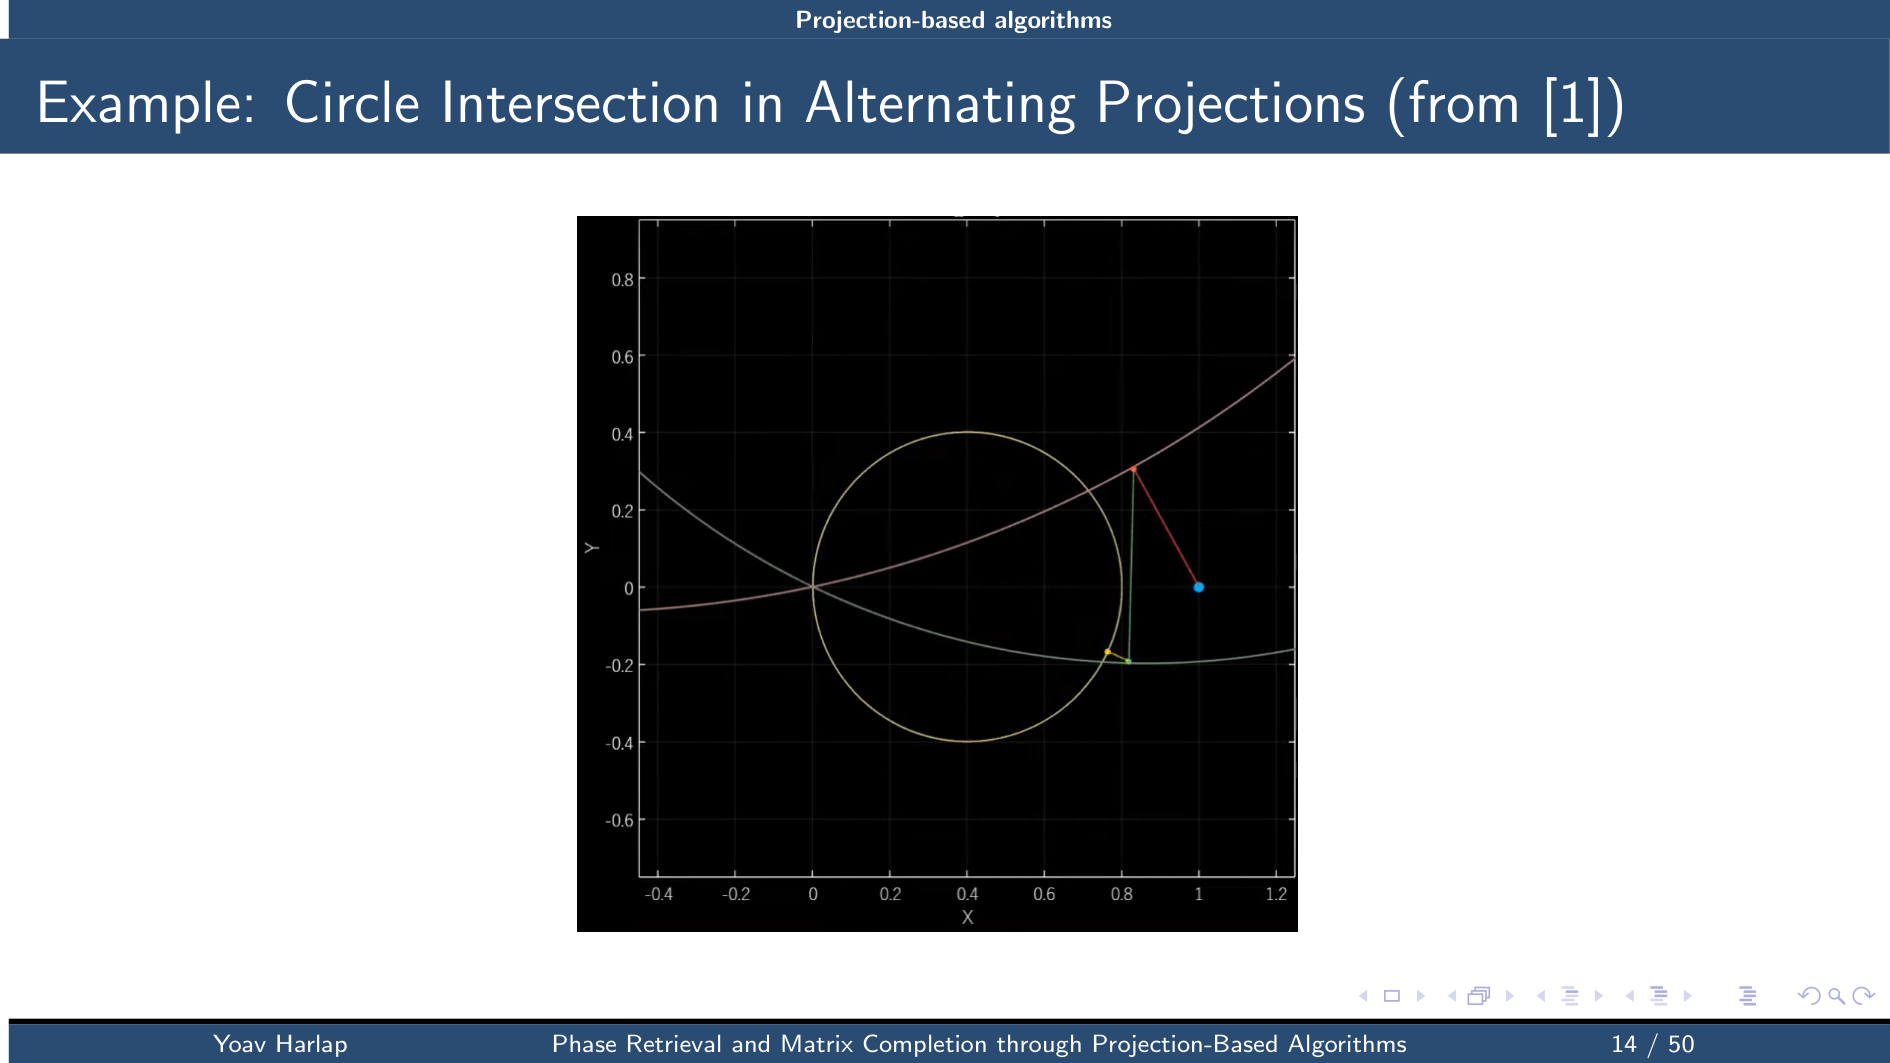 Projection-based algorithms
Example: Circle Intersection in Alternating Projections (from [1])
0.8
0.6
0.4
0.2
0
-0.2
-0.4
-0.6
Y
-0.4 -0.2 0 0.2 0.4 0.6 0.8 1 1.2
X
Yoav Harlap Phase Retrieval and Matrix Completion through Projection-Based Algorithms 14 / 50